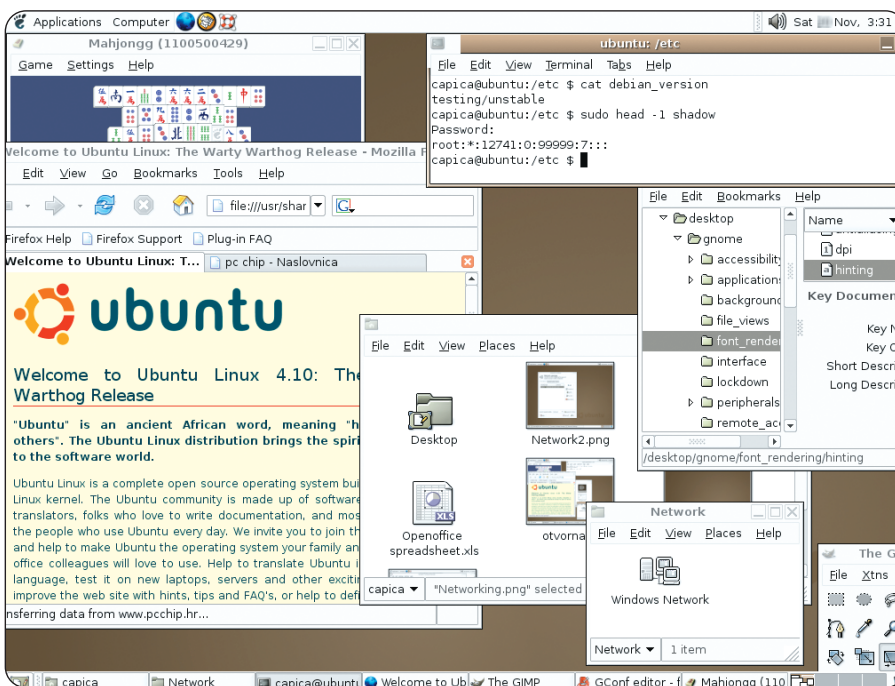 Applications Computer
Sat Nov, 3:31
Mahjongg (1100500429)
Game Settings Help
ubuntu: /etc
File Edit View Terminal Tabs Help
capica@ubuntu:/etc $ cat debian_version
testing/unstable
capica@ubuntu:/etc $ sudo head -1 shadow
Password:
root:*:12741:0:99999:7:::
capica@ubuntu:/etc $
Welcome to Ubuntu Linux: The Warty Warthog Release - Mozilla F
Edit View Go Bookmarks Tools Help
file:///usr/shar
G
Firefox Help Firefox Support Plug-in FAQ
Welcome to Ubuntu Linux: T... pc chip - Naslovnica
ubuntu
Welcome to Ubuntu Linux 4.10: The
Warthog Release
"Ubuntu" is an ancient African word, meaning "h
others". The Ubuntu Linux distribution brings the spiri
to the software world.
Ubuntu Linux is a complete open source operating system bui
Linux kernel. The Ubuntu community is made up of software
translators, folks who love to write documentation, and mos
the people who use Ubuntu every day. We invite you to join th
and help to make Ubuntu the operating system your family an
office colleagues will love to use. Help to translate Ubuntu i
language, test it on new laptops, servers and other exciti
improve the web site with hints, tips and FAQ's, or help to defi
nsferring data from www.pcchip.hr...
File Edit Bookmarks Help
desktop
gnome
accessibility
applications
background
file_views
font_render
interface
lockdown
peripherals
remote_acc
Name
dpi
hinting
Key Documen
Key N
Key O
Short Descri
Long Descri
/desktop/gnome/font_rendering/hinting
File Edit View Places Help
Desktop
Network2.png
XLS
Openoffice
spreadsheet.xls
otvorna
capica "Networking.png" selected
Network
File Edit View Places Help
Windows Network
Network 1 item
The G
File Xtns
capica Network capica@ubuntu Welcome to Ub The GIMP GConf editor - f Mahjongg (110